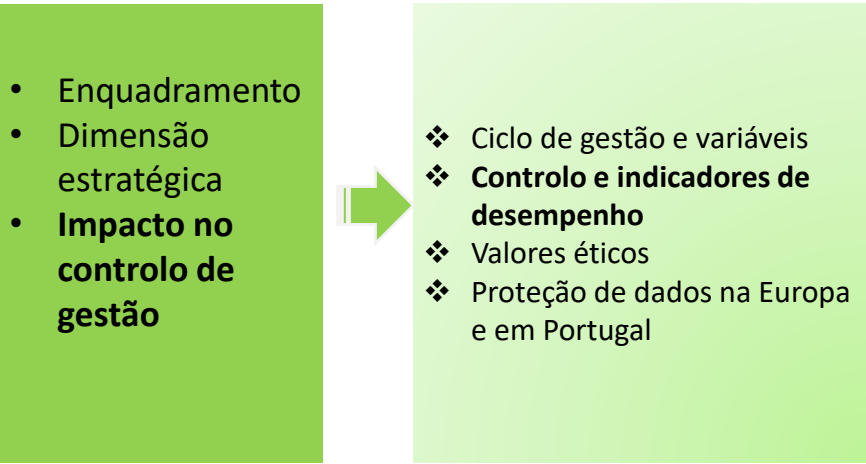 • Enquadramento
• Dimensão
estratégica
• Impacto no
controlo de
gestão
❖ Ciclo de gestão e variáveis
❖ Controlo e indicadores de
desempenho
❖ Valores éticos
❖ Proteção de dados na Europa
e em Portugal